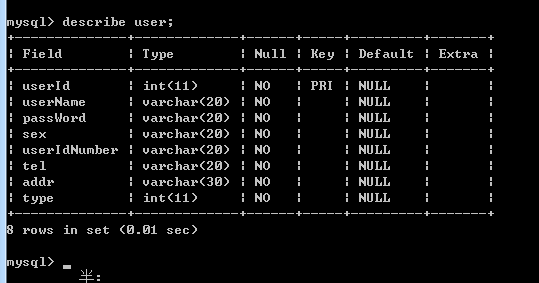 mysql> describe user;
+--------------+-------------+------+-----+---------+-------+
| Field        | Type        | Null | Key | Default | Extra |
+--------------+-------------+------+-----+---------+-------+
| userId       | int(11)     | NO   | PRI | NULL    |       |
| userName     | varchar(20) | NO   |     | NULL    |       |
| passWord     | varchar(20) | NO   |     | NULL    |       |
| sex          | varchar(20) | NO   |     | NULL    |       |
| userIdNumber | varchar(20) | NO   |     | NULL    |       |
| tel          | varchar(20) | NO   |     | NULL    |       |
| addr         | varchar(30) | NO   |     | NULL    |       |
| type         | int(11)     | NO   |     | NULL    |       |
+--------------+-------------+------+-----+---------+-------+
8 rows in set (0.01 sec)
mysql> _
半: